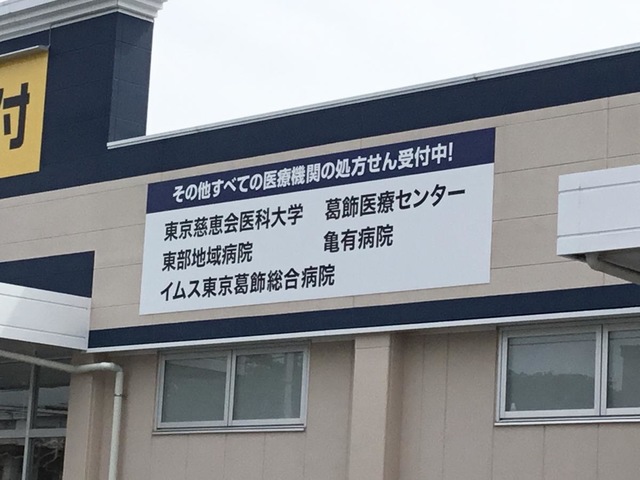 付
その他すべての医療機関の処方せん受付中!
東京慈恵会医科大学 葛飾医療センター
東部地域病院 亀有病院
イムス東京葛飾総合病院